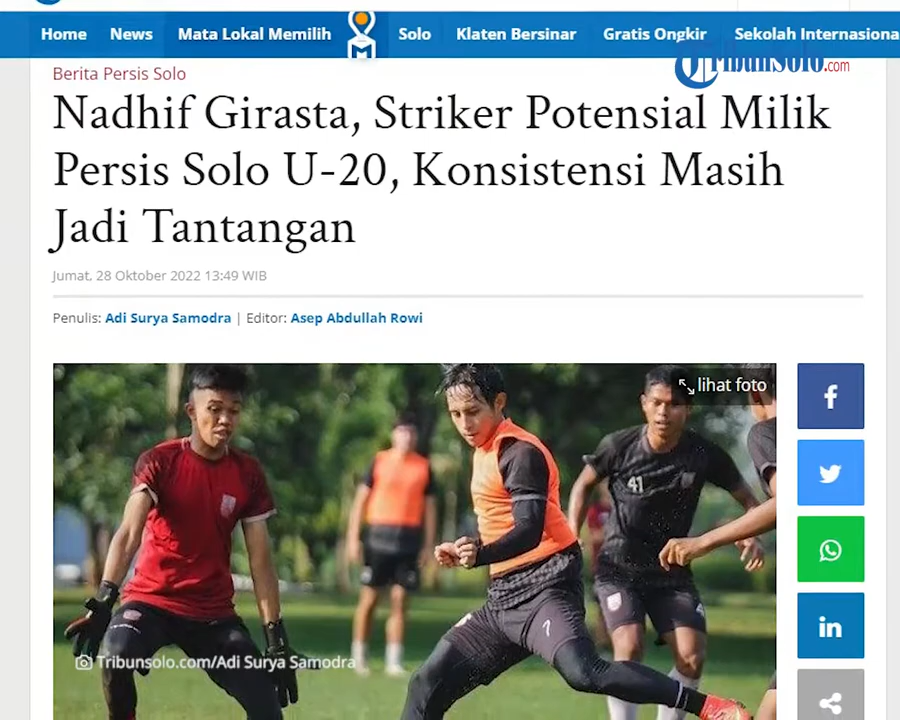 Home News Mata Lokal Memilih Solo Klaten Bersinar Gratis Ongkir Sekolah Internasiona
TribunSolo.com
Berita Persis Solo
Nadhif Girasta, Striker Potensial Milik
Persis Solo U-20, Konsistensi Masih
Jadi Tantangan
Jumat, 28 Oktober 2022 13:49 WIB
Penulis: Adi Surya Samodra | Editor: Asep Abdullah Rowi
lihat foto
41
7
Tribunsolo.com/Adi Surya Samodra